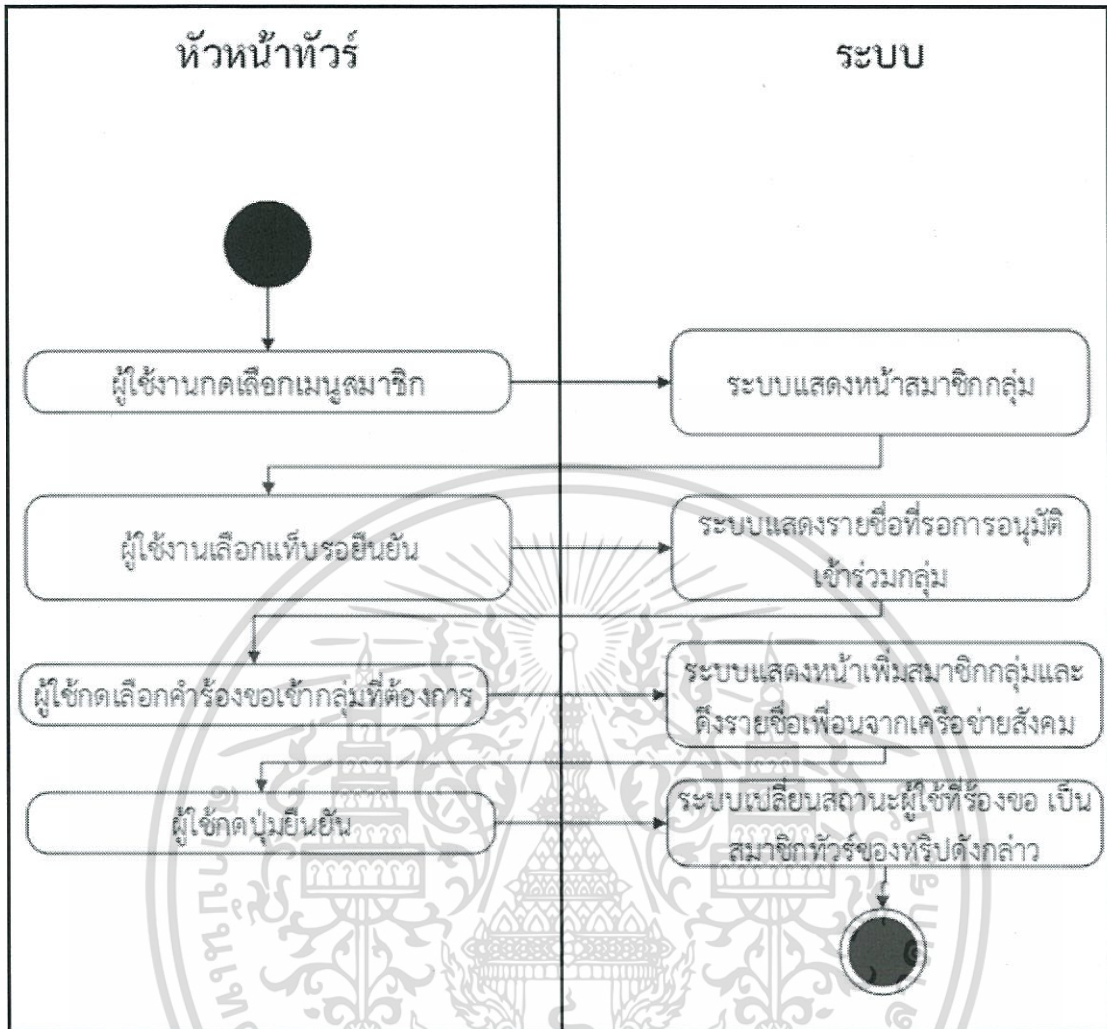 หัวหน้าทัวร์
ระบบ
ผู้ใช้งานกดเลือกเมนูสมาชิก
ระบบแสดงหน้าสมาชิกกลุ่ม
ผู้ใช้งานเลือกแท็บรอยืนยัน
ระบบแสดงรายชื่อที่รอการอนุมัติ
เข้าร่วมกลุ่ม
ผู้ใช้กดเลือกคำร้องขอเข้ากลุ่มที่ต้องการ
ระบบแสดงหน้าเพิ่มสมาชิกกลุ่มและ
ดึงรายชื่อเพื่อนจากเครือข่ายสังคม
ผู้ใช้กดปุ่มยืนยัน
ระบบเปลี่ยนสถานะผู้ใช้ที่ร้องขอ เป็น
สมาชิกทัวร์ของทริปดังกล่าว